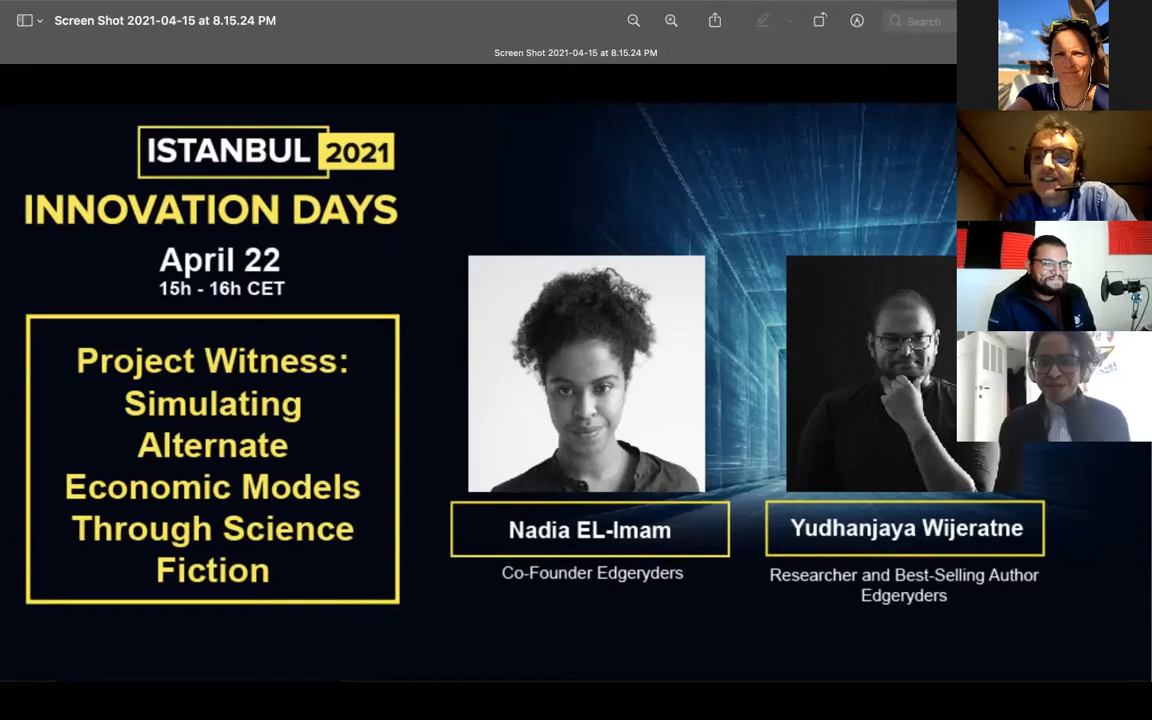 Screen Shot 2021-04-15 at 8.15.24 PM
Search
Screen Shot 2021-04-15 at 8.15.24 PM
ISTANBUL 2021
INNOVATION DAYS
April 22
15h - 16h CET
Project Witness:
Simulating
Alternate
Economic Models
Through Science
Fiction
Nadia EL-Imam
Co-Founder Edgeryders
Yudhanjaya Wijeratne
Researcher and Best-Selling Author
Edgeryders